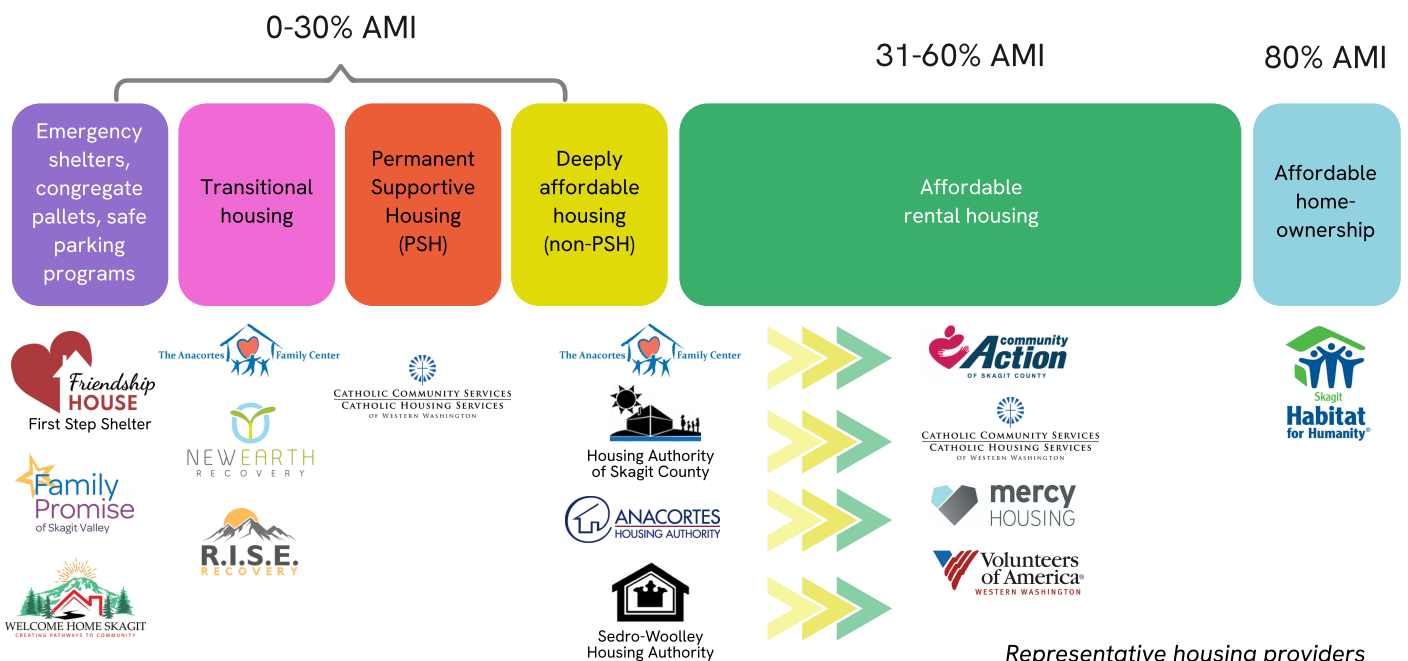 0-30% AMI
31-60% AMI
80% AMI
Emergency
shelters,
congregate
pallets, safe
parking
programs
Transitional
housing
Permanent
Supportive
Housing
(PSH)
Deeply
affordable
housing
(non-PSH)
Affordable
rental housing
Affordable
home-
ownership
Friendship
HOUSE
First Step Shelter
Family
Promise
of Skagit Valley
WELCOME HOME SKAGIT
CREATING PATHWAYS TO COMMUNITY
The Anacortes Family Center
NEWEARTH
RECOVERY
R.I.S.E.
RECOVERY
CATHOLIC COMMUNITY SERVICES
CATHOLIC HOUSING SERVICES
OF WESTERN WASHINGTON
The Anacortes Family Center
Housing Authority
of Skagit County
ANACORTES
HOUSING AUTHORITY
Sedro-Woolley
Housing Authority
community
Action
OF SKAGIT COUNTY
CATHOLIC COMMUNITY SERVICES
CATHOLIC HOUSING SERVICES
OF WESTERN WASHINGTON
mercy
HOUSING
Volunteers
of America®
WESTERN WASHINGTON
Skagit
Habitat
for Humanity®
Representative housing providers